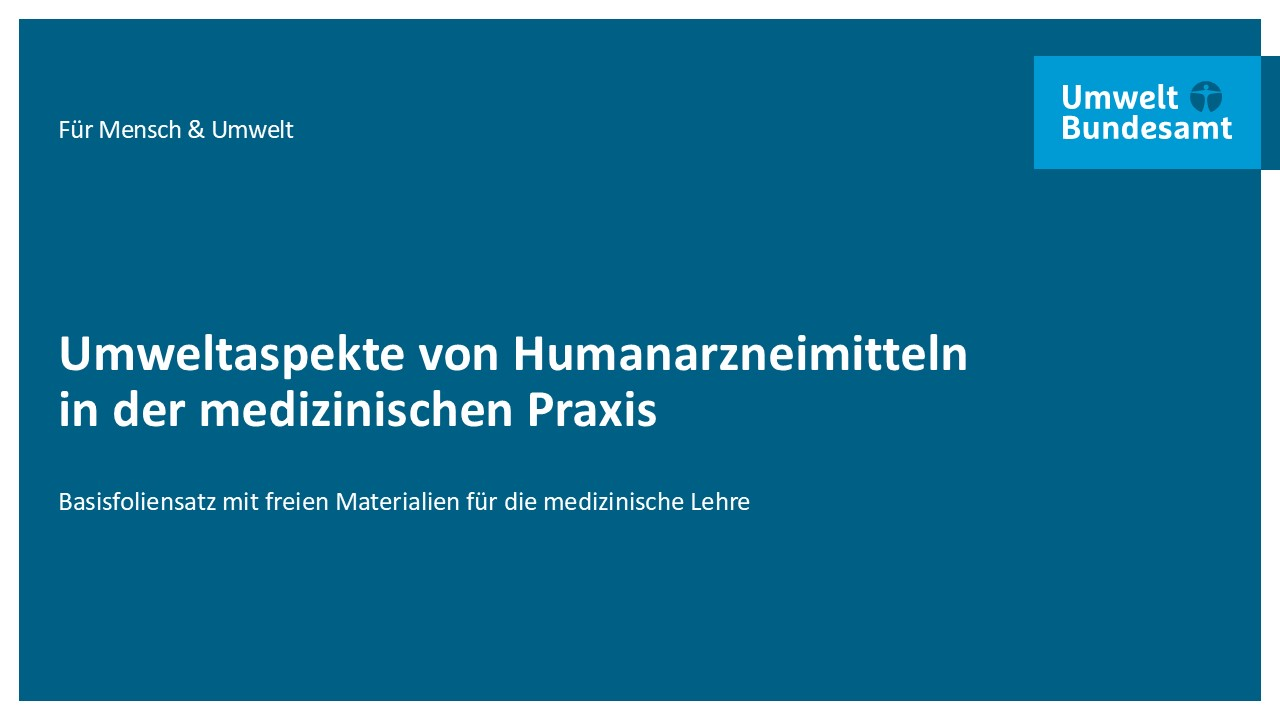 Für Mensch & Umwelt
Umwelt
Bundesamt
Umweltaspekte von Humanarzneimitteln
in der medizinischen Praxis
Basisfoliensatz mit freien Materialien für die medizinische Lehre